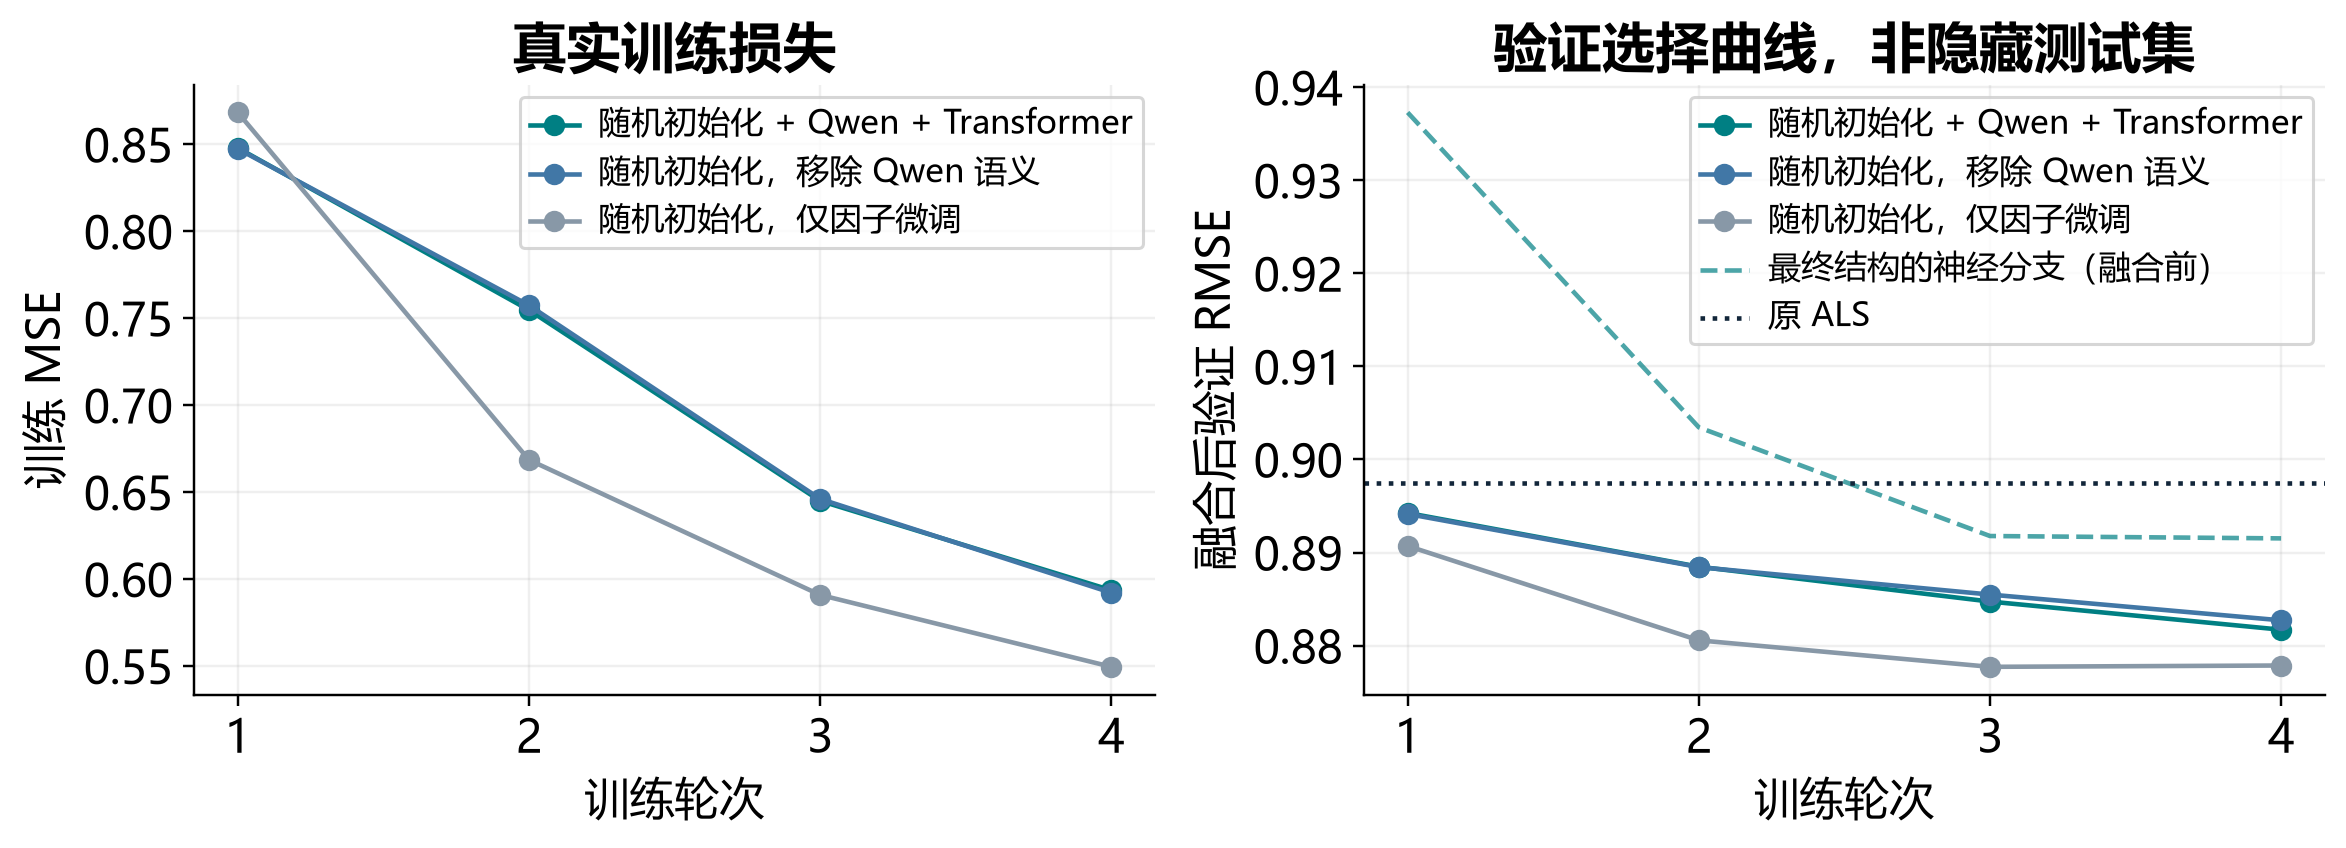 真实训练损失
随机初始化 + Qwen + Transformer
随机初始化，移除 Qwen 语义
随机初始化，仅因子微调
训练 MSE
0.85
0.80
0.75
0.70
0.65
0.60
0.55
1 2 3 4
训练轮次
验证选择曲线，非隐藏测试集
随机初始化 + Qwen + Transformer
随机初始化，移除 Qwen 语义
随机初始化，仅因子微调
最终结构的神经分支（融合前）
原 ALS
融合后验证 RMSE
0.94
0.93
0.92
0.91
0.90
0.89
0.88
1 2 3 4
训练轮次